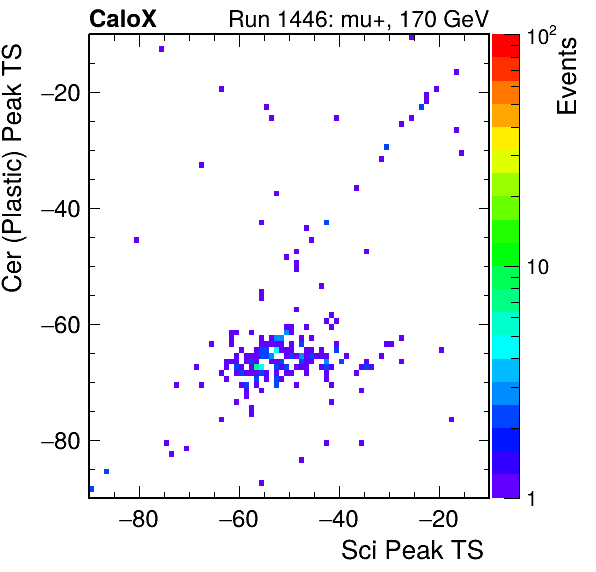 CaloX Run 1446: mu+, 170 GeV
Cer (Plastic) Peak TS
−20
−40
−60
−80
−80 −60 −40 −20
Sci Peak TS
10²
10
1
Events